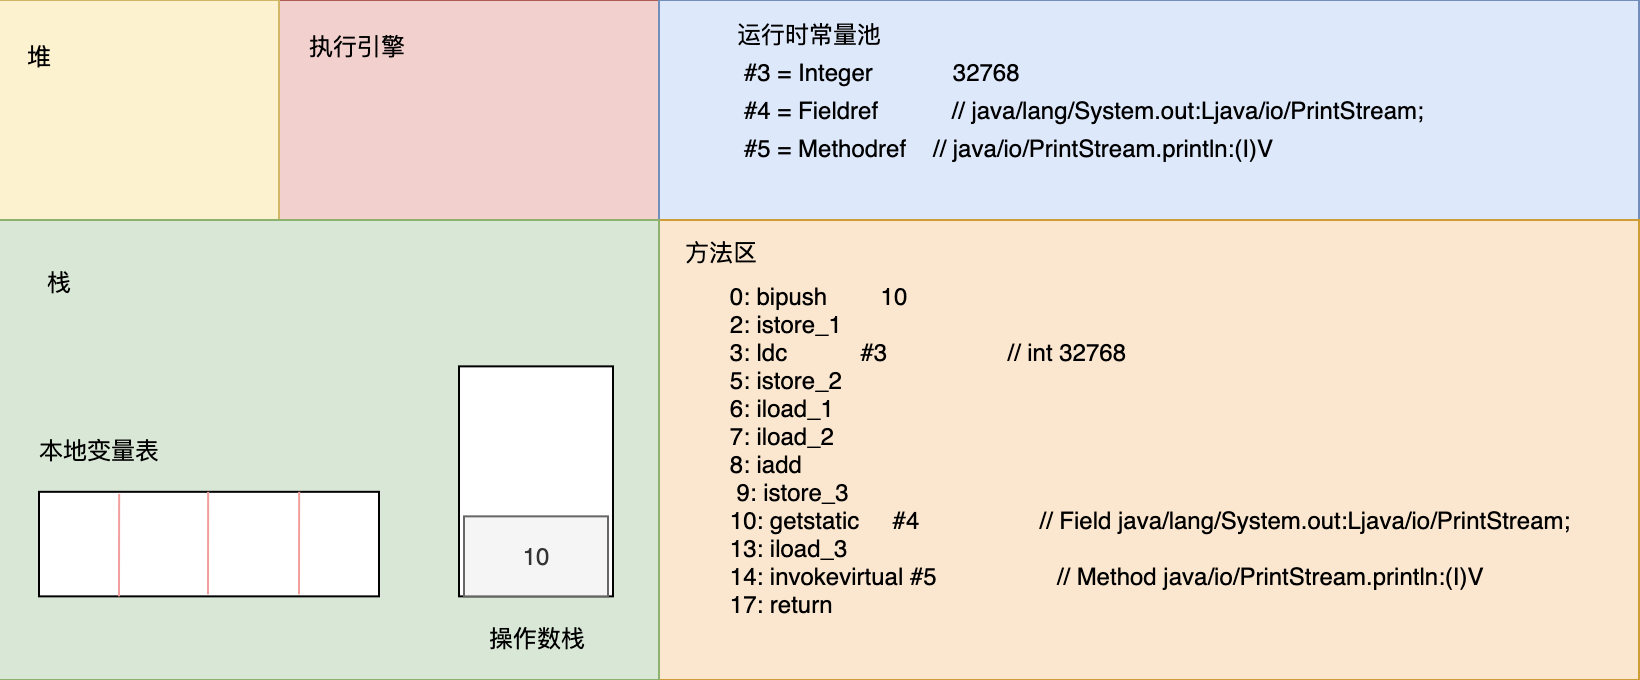 堆
执行引擎
运行时常量池
#3 = Integer 32768
#4 = Fieldref // java/lang/System.out:Ljava/io/PrintStream;
#5 = Methodref // java/io/PrintStream.println:(I)V
栈
本地变量表
10
操作数栈
方法区
0: bipush 10
2: istore_1
3: ldc #3 // int 32768
5: istore_2
6: iload_1
7: iload_2
8: iadd
9: istore_3
10: getstatic #4 // Field java/lang/System.out:Ljava/io/PrintStream;
13: iload_3
14: invokevirtual #5 // Method java/io/PrintStream.println:(I)V
17: return